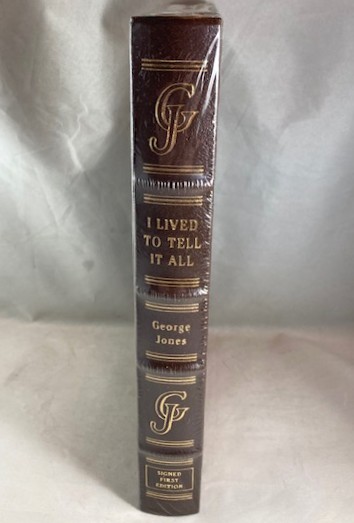 GJ
I LIVED
TO TELL
IT ALL
George
Jones
GJ
SIGNED
FIRST
EDITION